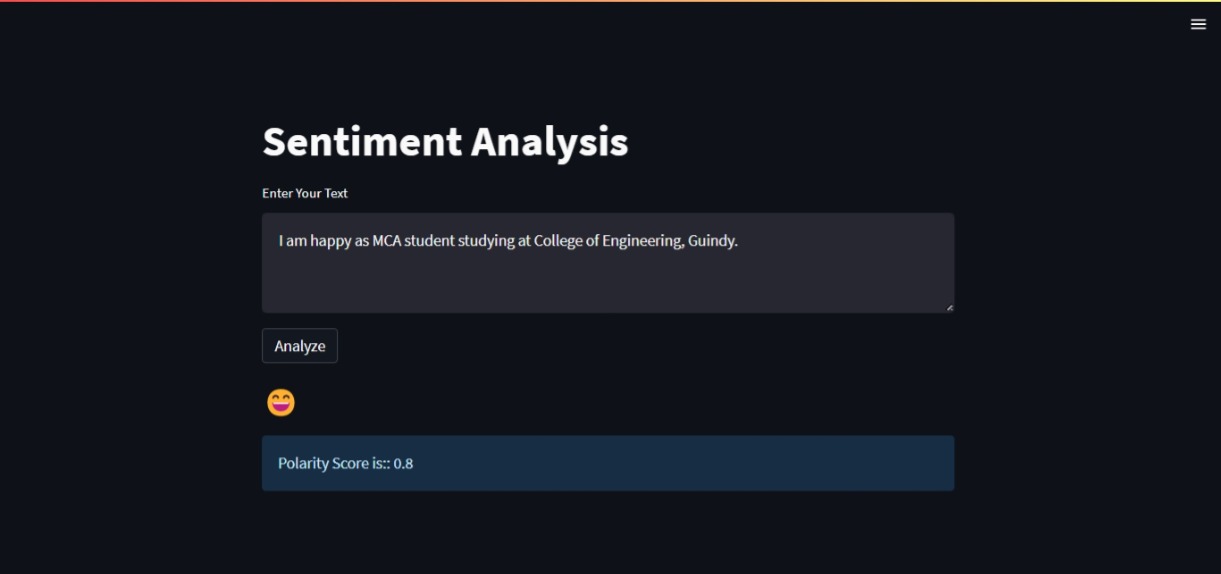 Sentiment Analysis
Enter Your Text
I am happy as MCA student studying at College of Engineering, Guindy.
Analyze
Polarity Score is:: 0.8